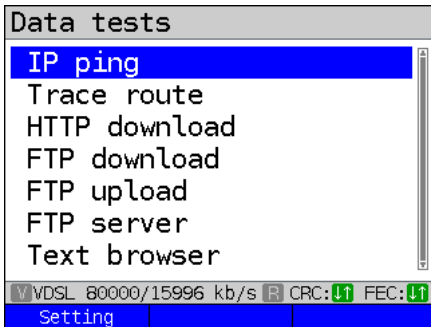 Data tests
IP ping
Trace route
HTTP download
FTP download
FTP upload
FTP server
Text browser
V VDSL 80000/15996 kb/s R CRC:↓↑ FEC:↓↑
Setting